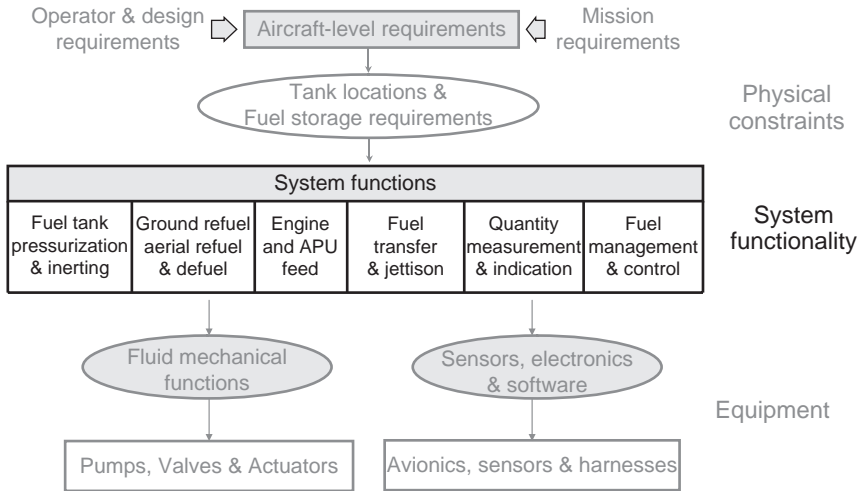 Operator & design
requirements
Aircraft-level requirements
Mission
requirements
Tank locations &
Fuel storage requirements
Physical
constraints
System functions
Fuel tank
pressurization
& inerting
Ground refuel
aerial refuel
& defuel
Engine
and APU
feed
Fuel
transfer
& jettison
Quantity
measurement
& indication
Fuel
management
& control
System
functionality
Fluid mechanical
functions
Sensors, electronics
& software
Equipment
Pumps, Valves & Actuators
Avionics, sensors & harnesses